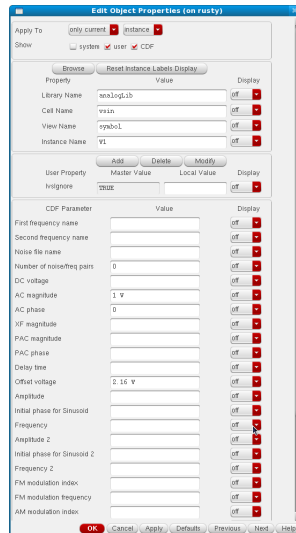 Edit Object Properties (on rusty)
Apply To only current instance
Show system user CDF
Browse Reset Instance Labels Display
Property Value Display
Library Name analogLib off
Cell Name vsin off
View Name symbol off
Instance Name V1 off
Add Delete Modify
User Property Master Value Local Value Display
lvsIgnore TRUE off
CDF Parameter Value Display
First frequency name off
Second frequency name off
Noise file name off
Number of noise/freq pairs 0 off
DC voltage off
AC magnitude 1 V off
AC phase 0 off
XF magnitude off
PAC magnitude off
PAC phase off
Delay time off
Offset voltage 2.16 V off
Amplitude off
Initial phase for Sinusoid off
Frequency off
Amplitude 2 off
Initial phase for Sinusoid 2 off
Frequency 2 off
FM modulation index off
FM modulation frequency off
AM modulation index off
OK Cancel Apply Defaults Previous Next Help